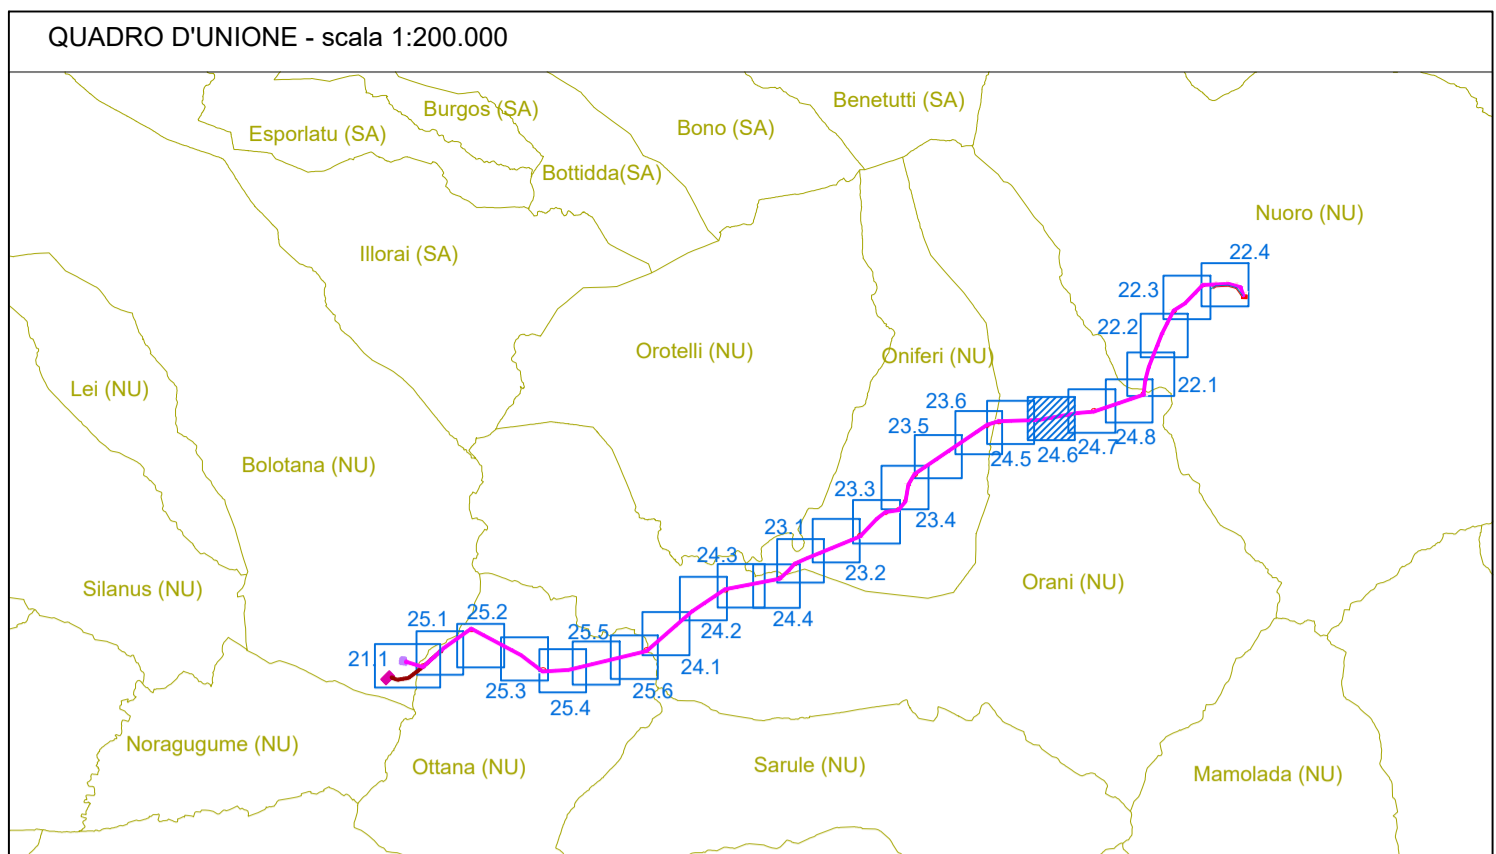 QUADRO D'UNIONE - scala 1:200.000
Benetutti (SA)
Burgos (SA)
Esporlatu (SA)
Bono (SA)
Bottidda(SA)
Nuoro (NU)
Illorai (SA)
22.4
22.3
22.2
Orotelli (NU)
Oniferi (NU)
Lei (NU)
22.1
23.6
23.5
24.8
24.7
24.6
24.5
Bolotana (NU)
23.3
23.4
23.1
24.3
23.2
Orani (NU)
Silanus (NU)
24.4
25.1
25.2
24.2
25.5
24.1
21.1
25.3
25.6
25.4
Noragugume (NU)
Ottana (NU)
Sarule (NU)
Mamolada (NU)